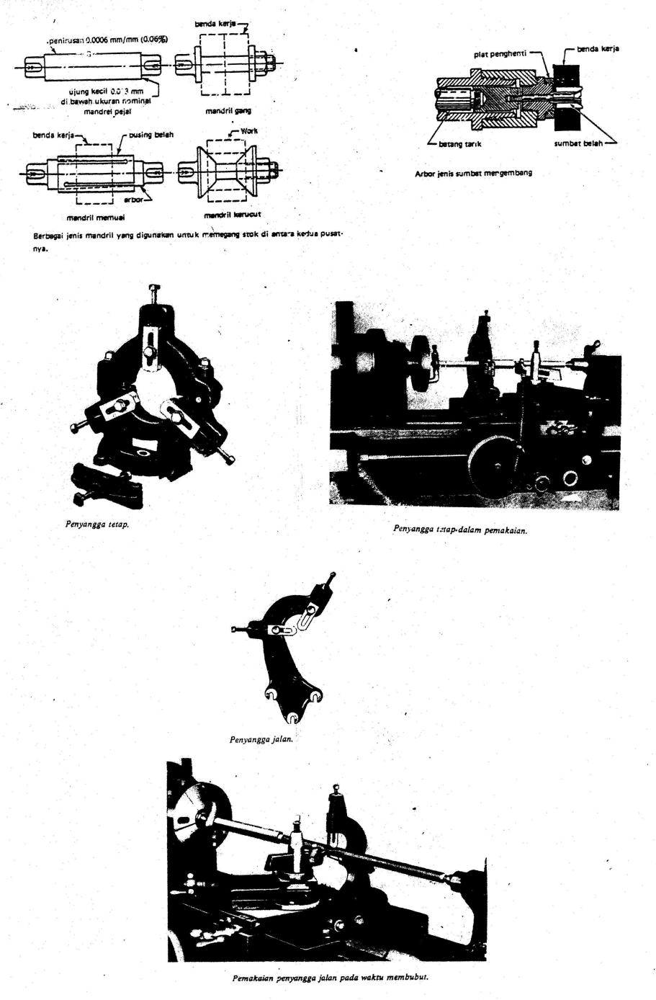 penirusan 0.0006 mm/mm (0.06%)
benda kerja
ujung kecil mm
di bawah ukuran nominal
mandrel pejal
mandril gang
plat penghenti
benda kerja
batang tarik
sumbat belah
Arbor jenis sumbat mengembang
benda kerja
busing belah
Work
arbor
mandril memuai
mandril kerucut
Berbagai jenis mandril yang digunakan untuk memegang stok di antara kedua pusat-
nya.
Penyangga tetap.
Penyangga tetap dalam pemakaian.
Penyangga jalan.
Pemakaian penyangga jalan pada waktu membubut.